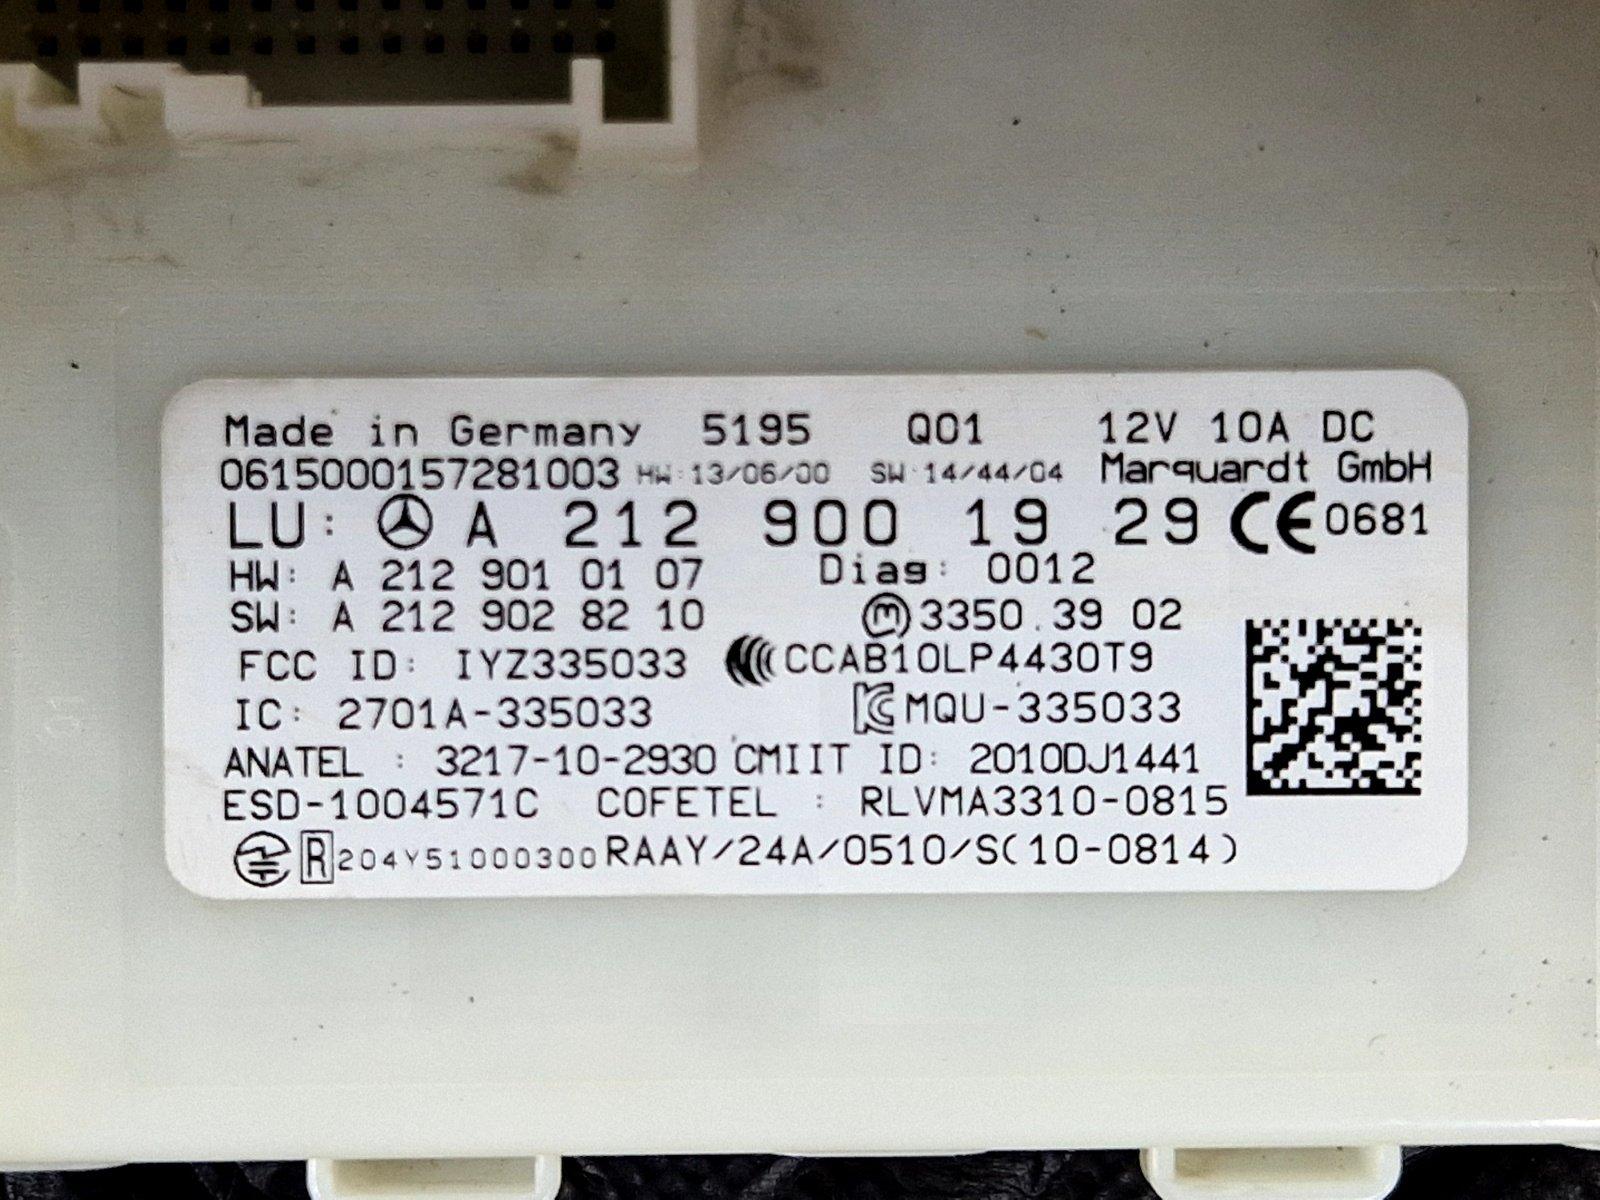 Made in Germany 5195 Q01 12V 10A DC
0615000157281003 HW:13/06/00 SW:14/44/04 Marquardt GmbH
LU: A 212 900 19 29 CE 0681
HW: A 212 901 01 07 Diag: 0012
SW: A 212 902 82 10 m 3350.39 02
FCC ID: IYZ335033 CCAB10LP4430T9
IC: 2701A-335033 KC MQU-335033
ANATEL : 3217-10-2930 CMIIT ID: 2010DJ1441
ESD-1004571C COFETEL : RLVMA3310-0815
R 204Y51000300 RAAY/24A/0510/S(10-0814)